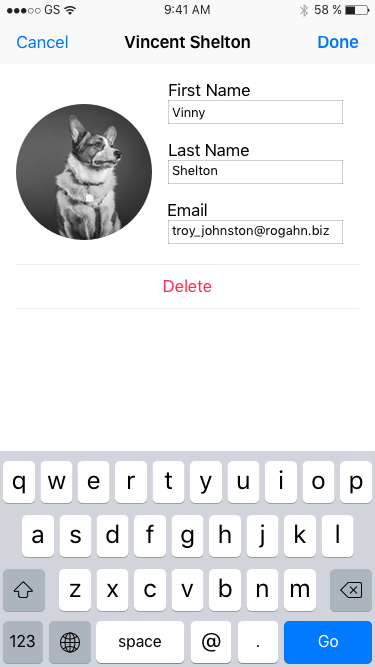 GS 9:41 AM 58 %
Cancel Vincent Shelton Done
First Name
Vinny
Last Name
Shelton
Email
troy_johnston@rogahn.biz
Delete
q w e r t y u i o p
a s d f g h j k l
z x c v b n m
123 space @ . Go